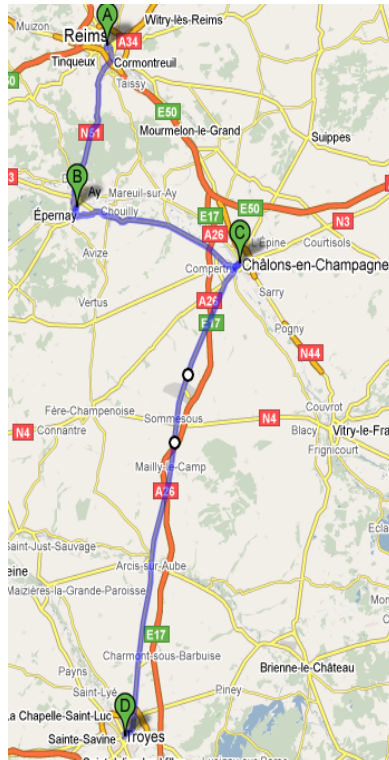 Muizon
Witry-lès-Reims
A
Reims
A34
Tinqueux
Cormontreuil
Taissy
E50
N51
Mourmelon-le-Grand
Suippes
B
Ay
Mareuil-sur-Ay
E17
E50
Épernay
Chouilly
C
N3
A26
L'Épine
Courtisols
Avize
Châlons-en-Champagne
Sarry
Vertus
A26
E17
Pogny
N44
Fère-Champenoise
Couvrot
N4
Sommesous
N4
Connantre
Blacy
Vitry-le-Fra
Frignicourt
Mailly-le-Camp
A26
Saint-Just-Sauvage
Arcis-sur-Aube
Maizières-la-Grande-Paroisse
E17
Charmont-sous-Barbuise
Brienne-le-Château
Payns
Saint-Lyé
Piney
D
La Chapelle-Saint-Luc
Troyes
Sainte-Savine